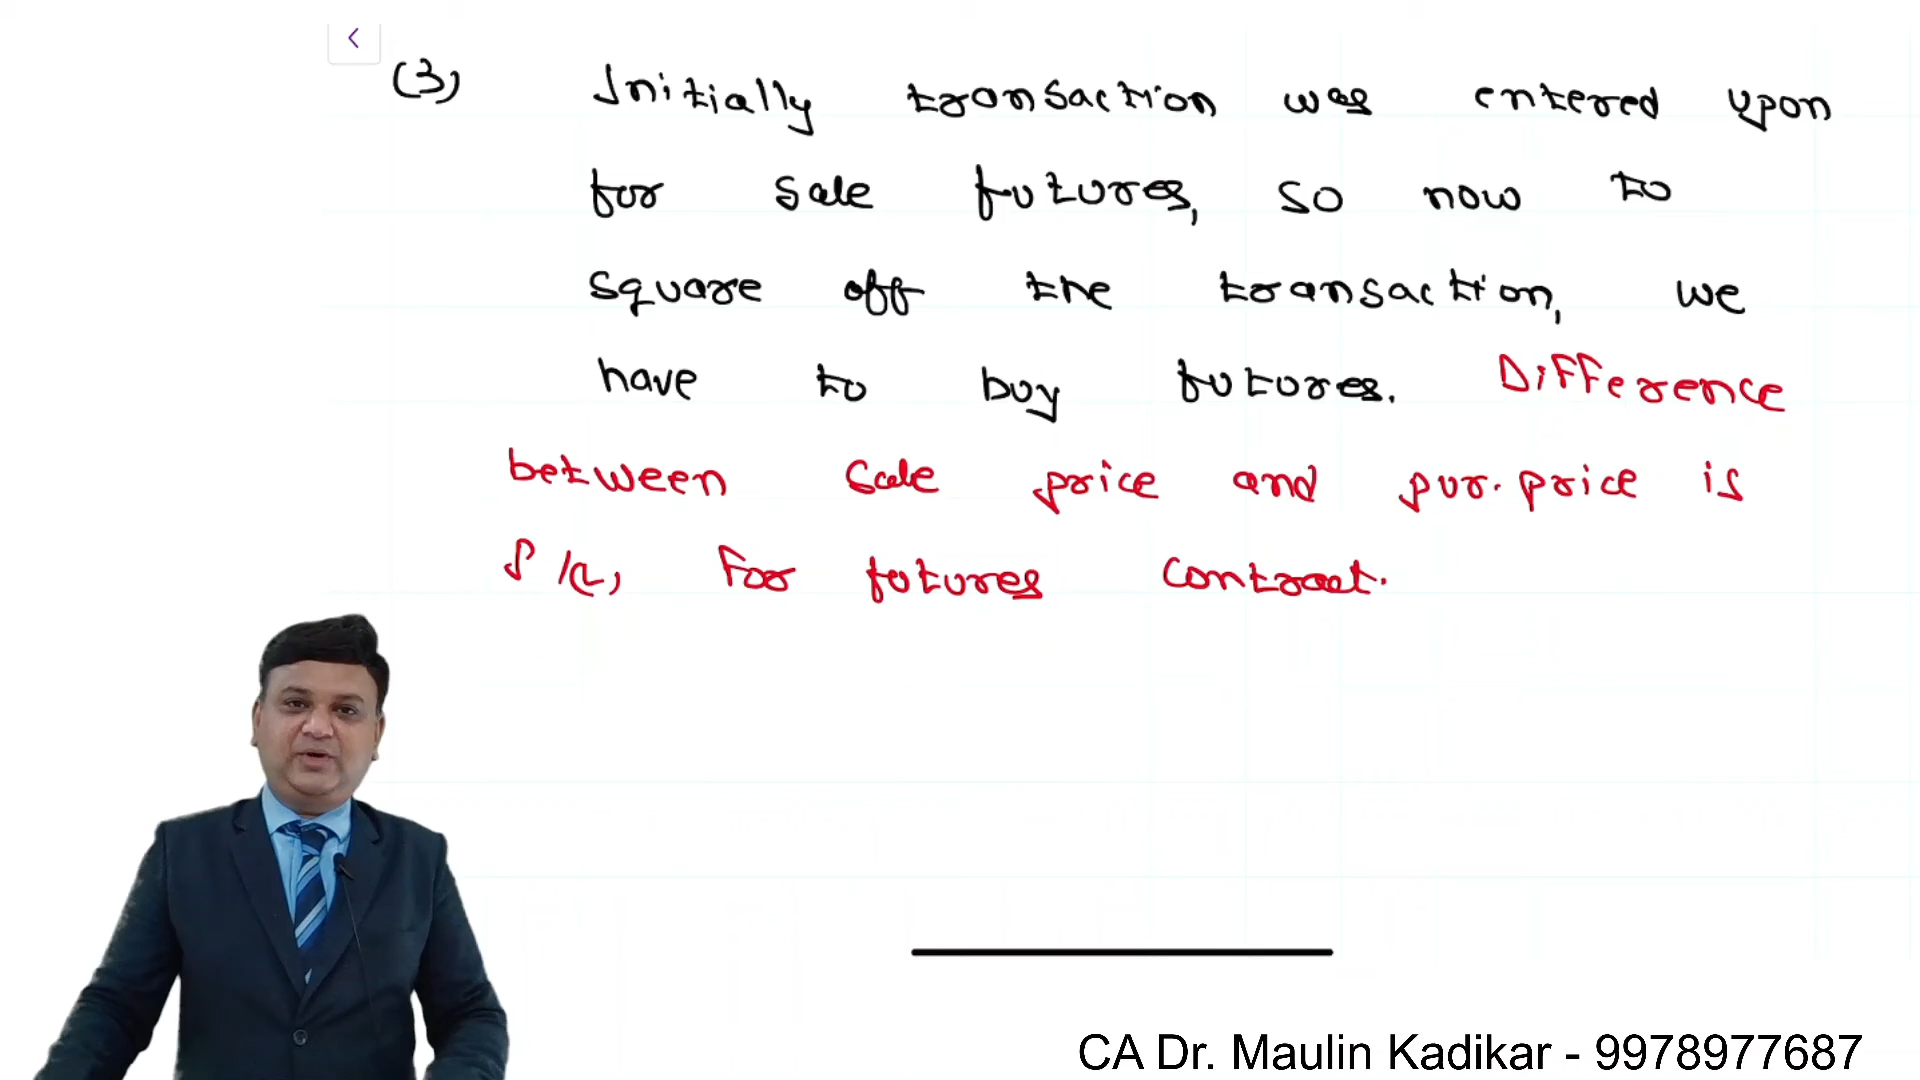 (3) Initially transaction was entered upon
for sale futures, so now to
square off the transaction, we
have to buy futures. Difference
between sale price and pur. price is
P/L, for futures contract.
CA Dr. Maulin Kadikar - 9978977687